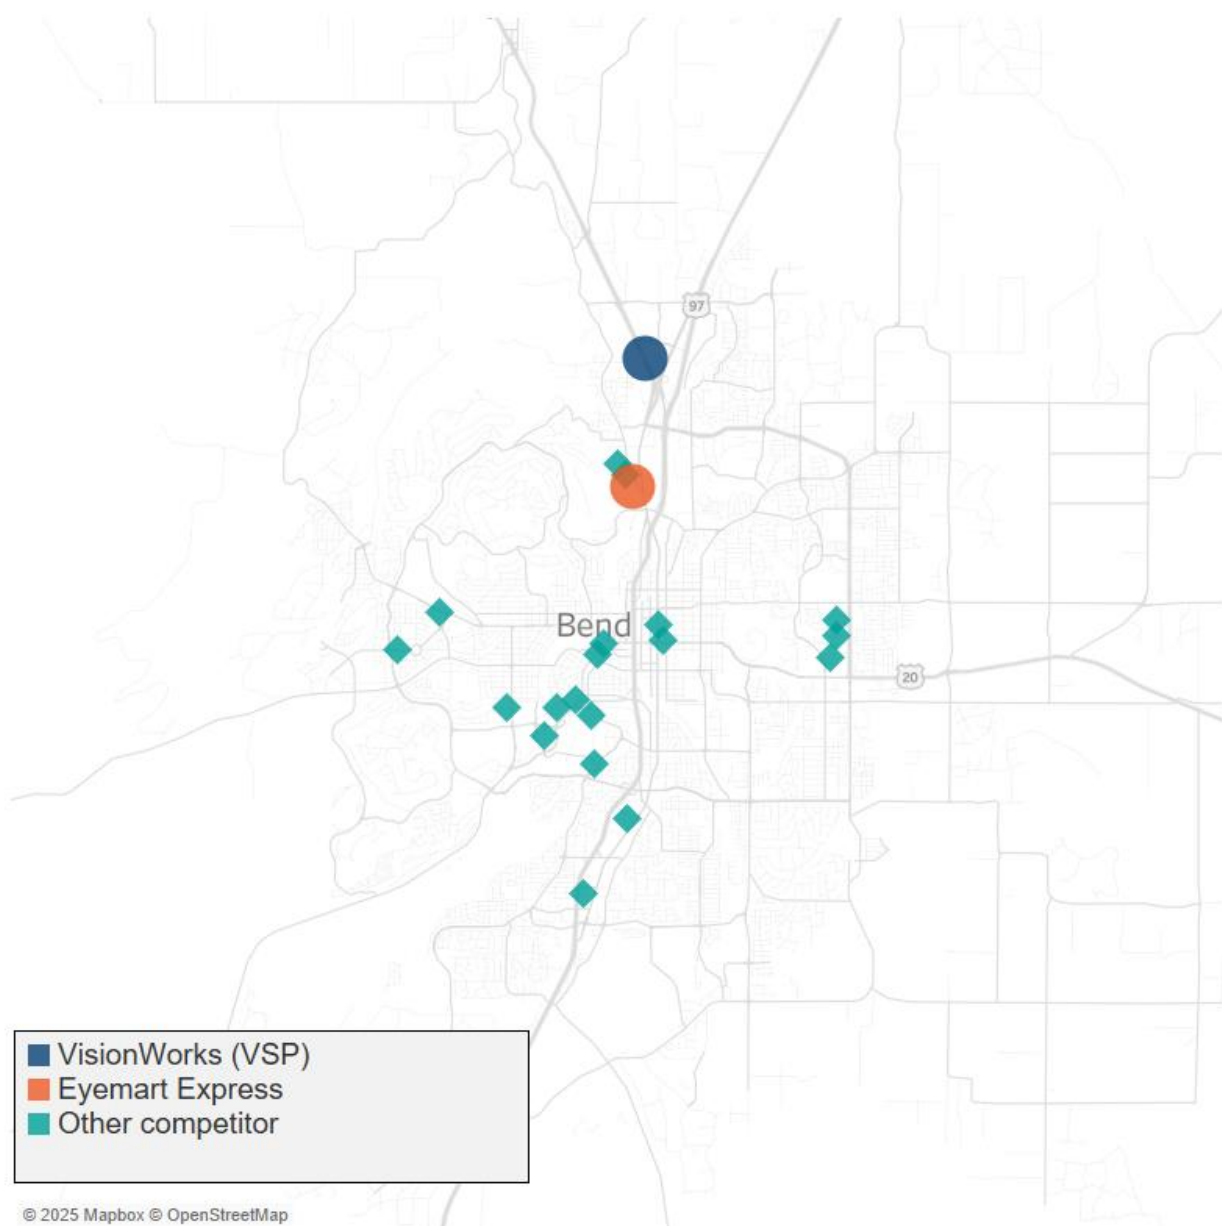 97
Bend
20
VisionWorks (VSP)
Eyemart Express
Other competitor
© 2025 Mapbox © OpenStreetMap